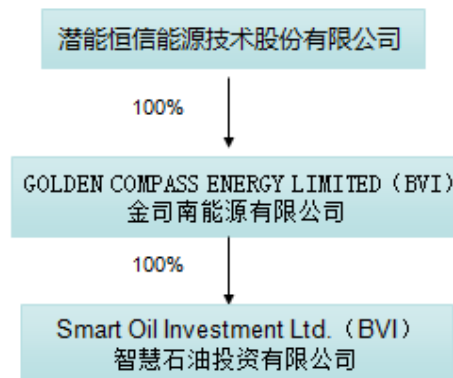 潜能恒信能源技术股份有限公司
100%
GOLDEN COMPASS ENERGY LIMITED（BVI）
金司南能源有限公司
100%
Smart Oil Investment Ltd.（BVI）
智慧石油投资有限公司